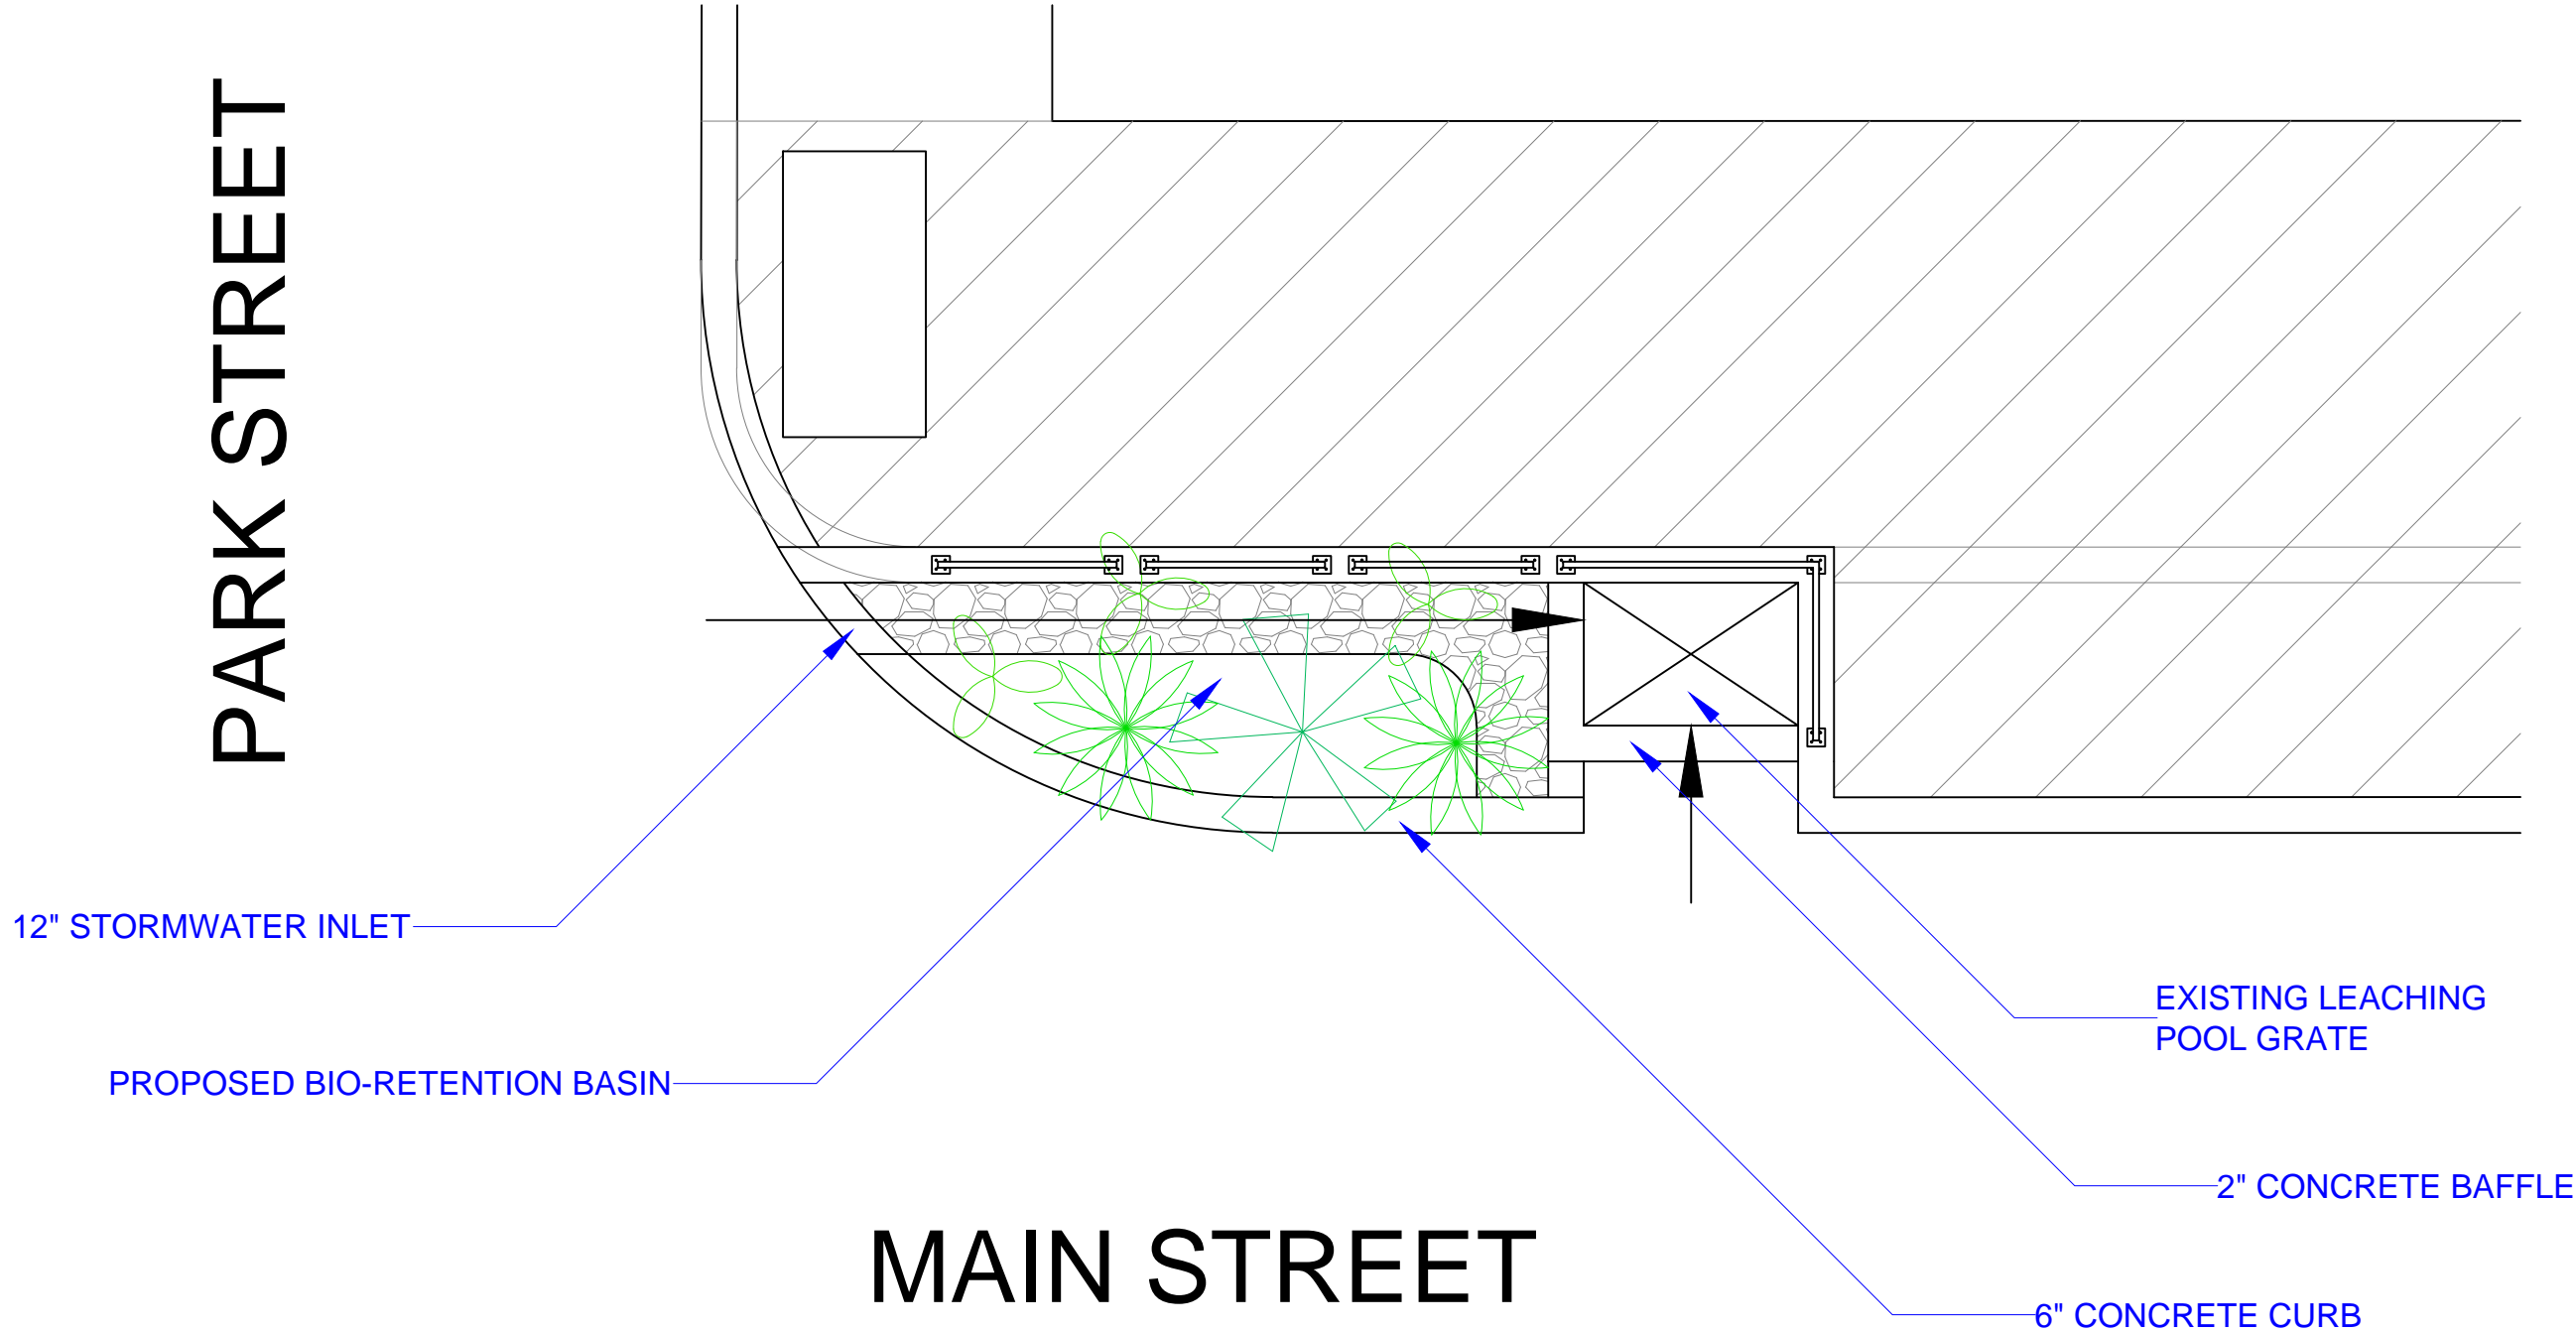 PARK STREET
12" STORMWATER INLET
PROPOSED BIO-RETENTION BASIN
EXISTING LEACHING
POOL GRATE
2" CONCRETE BAFFLE
MAIN STREET
6" CONCRETE CURB